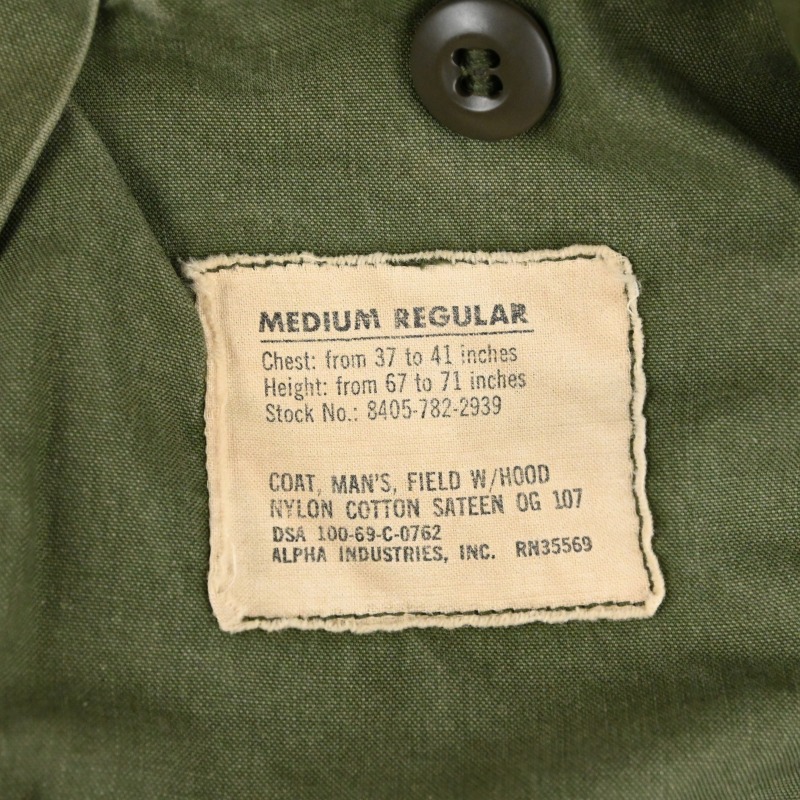 MEDIUM REGULAR
Chest: from 37 to 41 inches
Height: from 67 to 71 inches
Stock No.: 8405-782-2939
COAT, MAN'S, FIELD W/HOOD
NYLON COTTON SATEEN OG 107
DSA 100-69-C-0762
ALPHA INDUSTRIES, INC. RN35569